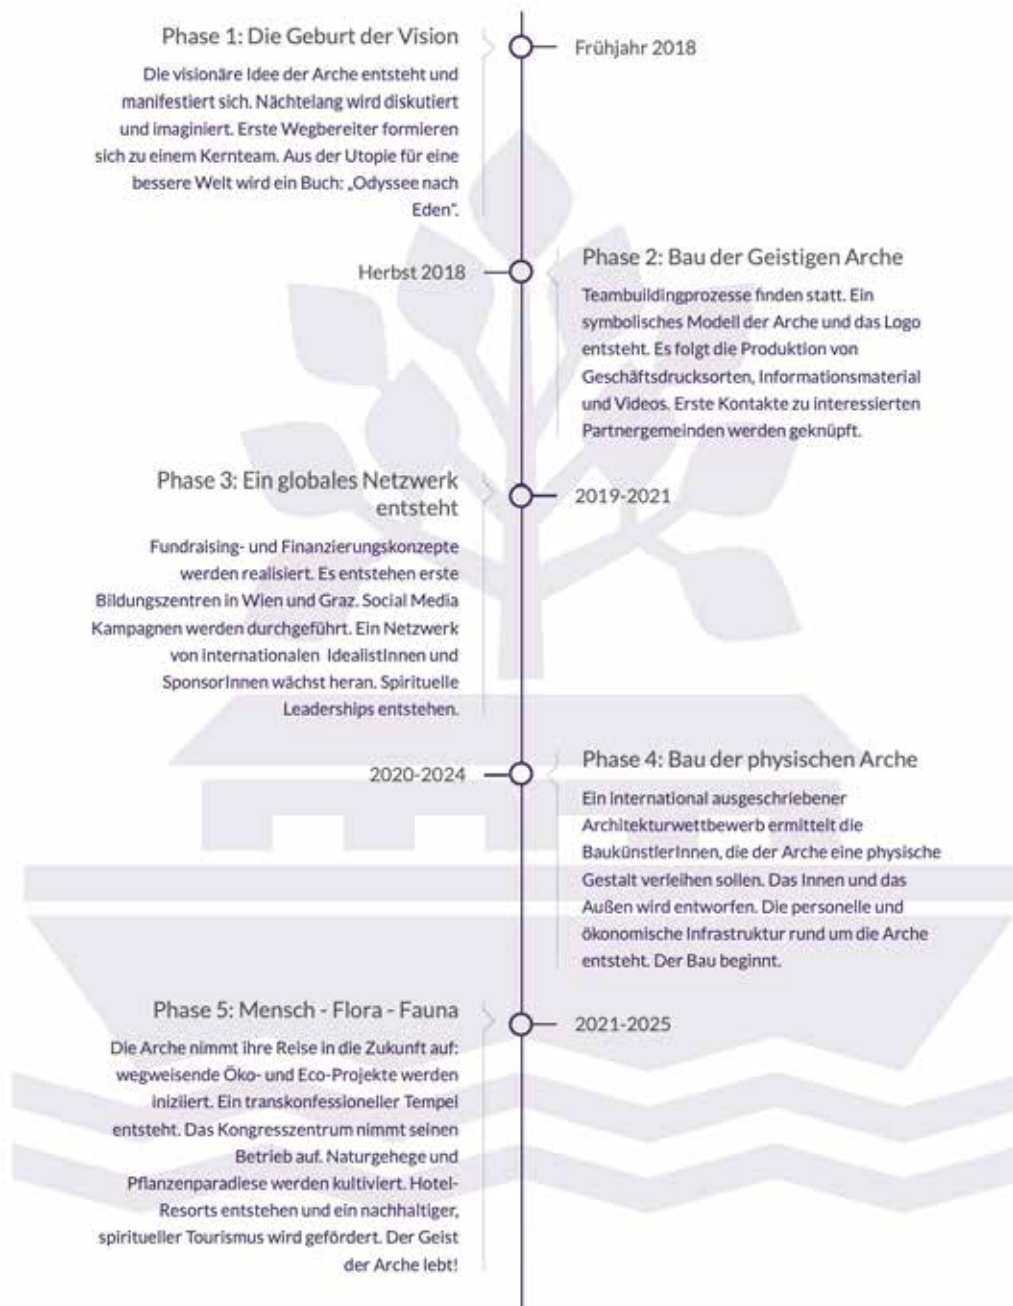 Phase 1: Die Geburt der Vision
Frühjahr 2018
Die visionäre Idee der Arche entsteht und
manifestiert sich. Nächtelang wird diskutiert
und imaginiert. Erste Wegbereiter formieren
sich zu einem Kernteam. Aus der Utopie für eine
bessere Welt wird ein Buch: „Odyssee nach
Eden“.
Herbst 2018
Phase 2: Bau der Geistigen Arche
Teambuildingprozesse finden statt. Ein
symbolisches Modell der Arche und das Logo
entsteht. Es folgt die Produktion von
Geschäftsdrucksorten, Informationsmaterial
und Videos. Erste Kontakte zu interessierten
Partnergemeinden werden geknüpft.
Phase 3: Ein globales Netzwerk
entsteht
2019-2021
Fundraising- und Finanzierungskonzepte
werden realisiert. Es entstehen erste
Bildungszentren in Wien und Graz. Social Media
Kampagnen werden durchgeführt. Ein Netzwerk
von internationalen IdealistInnen und
SponsorInnen wächst heran. Spirituelle
Leaderships entstehen.
2020-2024
Phase 4: Bau der physischen Arche
Ein international ausgeschriebener
Architekturwettbewerb ermittelt die
BaukünstlerInnen, die der Arche eine physische
Gestalt verleihen sollen. Das Innen und das
Außen wird entworfen. Die personelle und
ökonomische Infrastruktur rund um die Arche
entsteht. Der Bau beginnt.
Phase 5: Mensch - Flora - Fauna
2021-2025
Die Arche nimmt ihre Reise in die Zukunft auf:
wegweisende Öko- und Eco-Projekte werden
iniziiert. Ein transkonfessioneller Tempel
entsteht. Das Kongresszentrum nimmt seinen
Betrieb auf. Naturgehege und
Pflanzenparadiese werden kultiviert. Hotel-
Resorts entstehen und ein nachhaltiger,
spiritueller Tourismus wird gefördert. Der Geist
der Arche lebt!